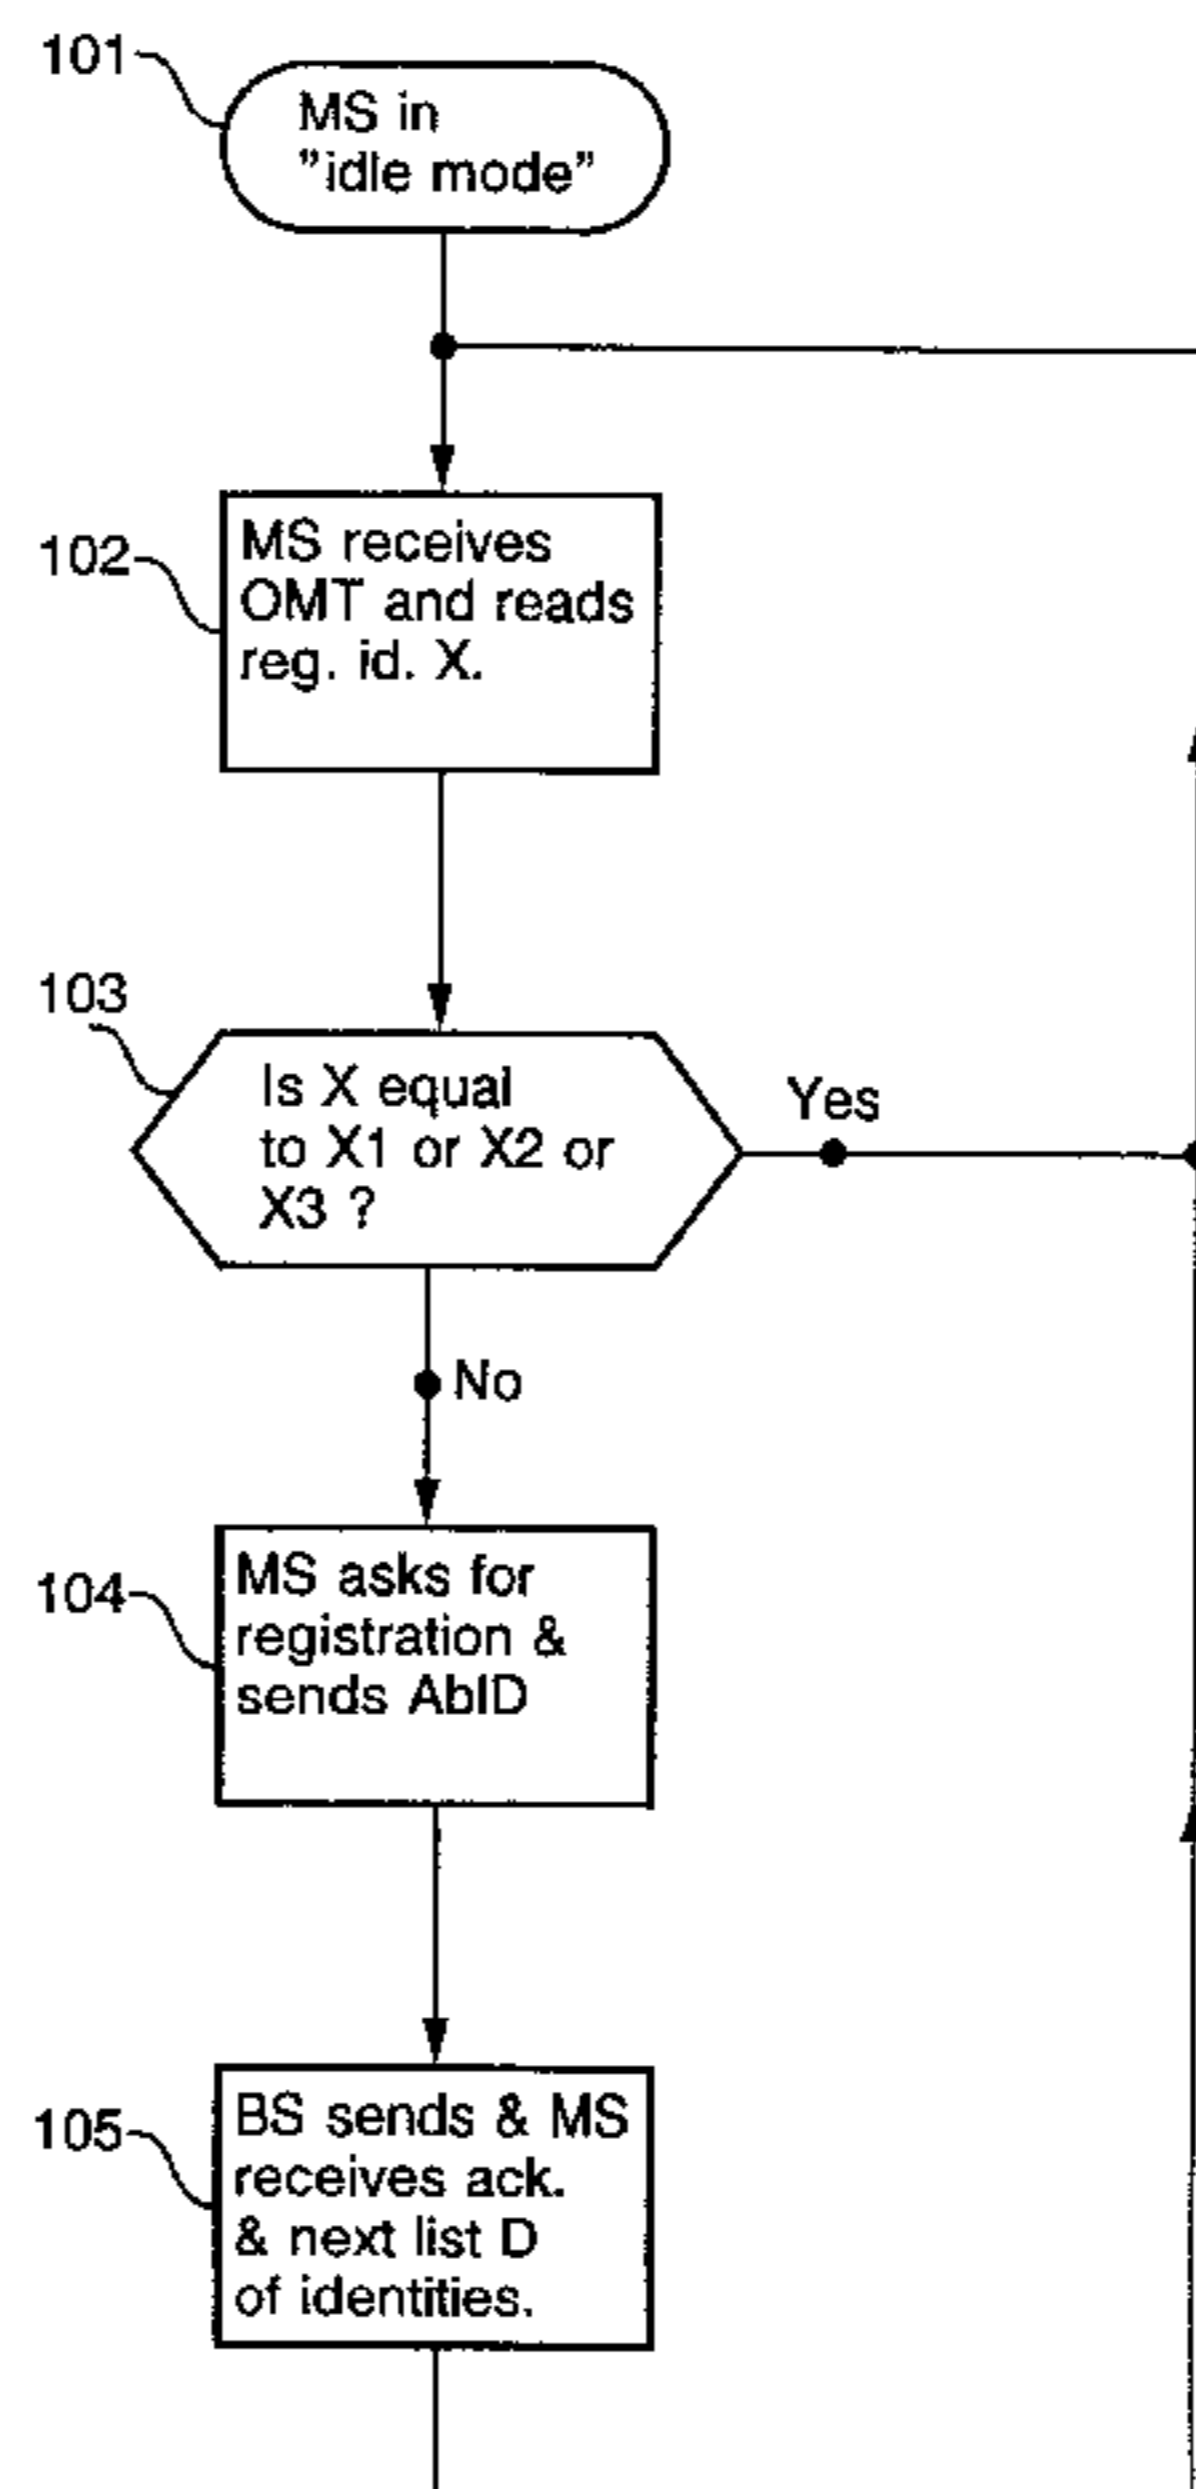 101
MS in
"idle mode"
102
MS receives
OMT and reads
reg. id. X.
103
Is X equal
to X1 or X2 or
X3 ?
Yes
No
104
MS asks for
registration &
sends AbID
105
BS sends & MS
receives ack.
& next list D
of identities.